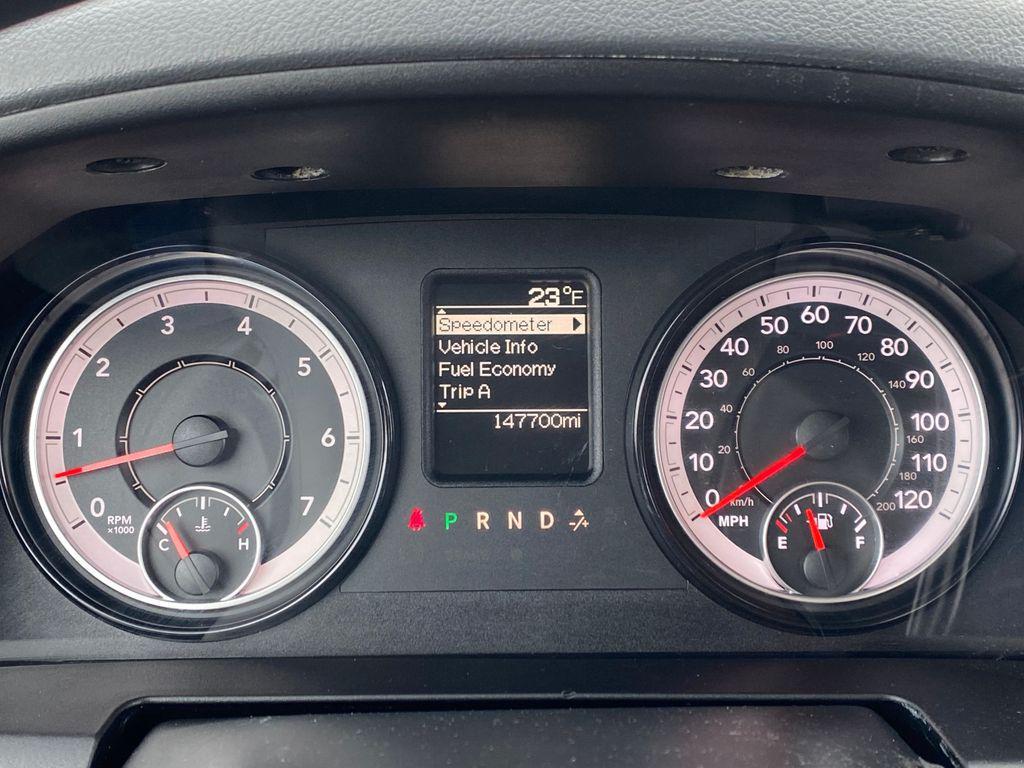 0
1
2
3
4
5
6
7
RPM
×1000
C
H
23°F
Speedometer
Vehicle Info
Fuel Economy
Trip A
147700mi
P R N D
0
10
20
30
40
50
60
70
80
90
100
110
120
20
40
60
80
100
120
140
160
180
200
km/h
MPH
E
F